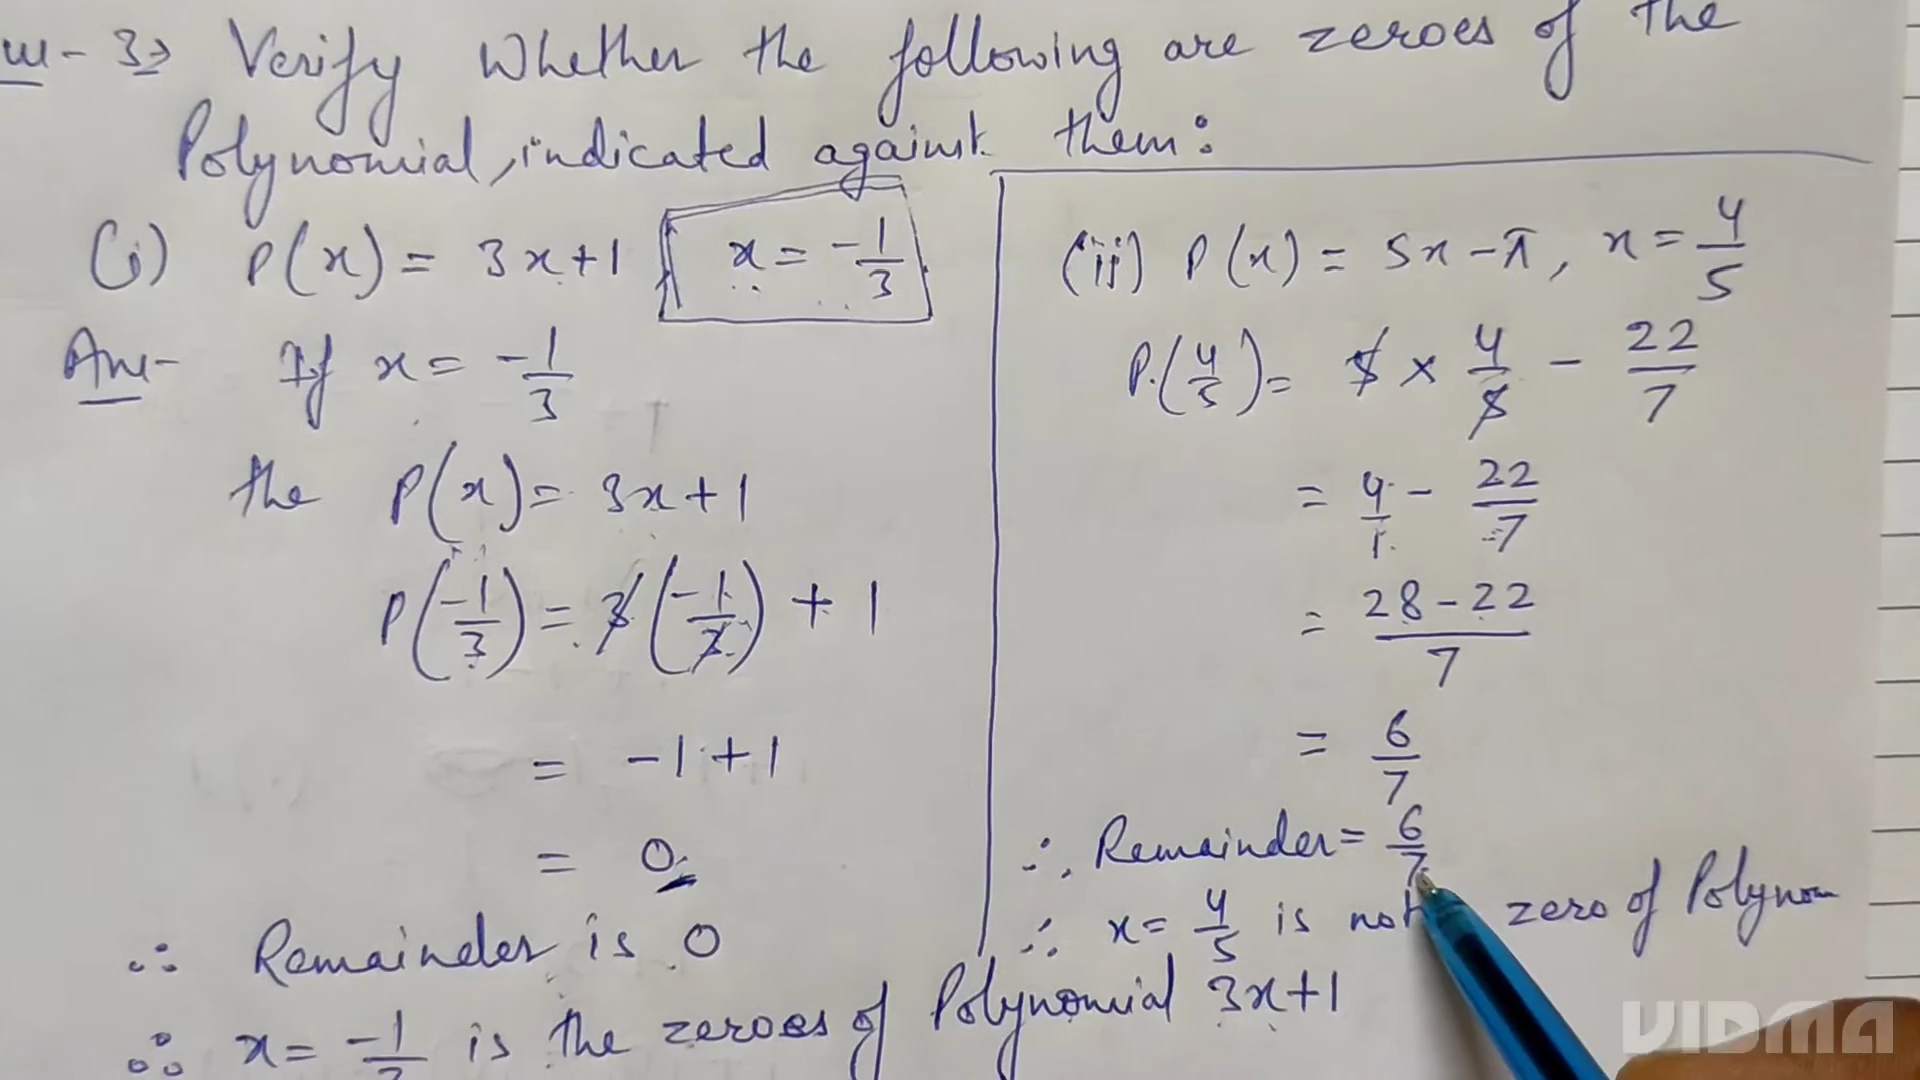 w-3⇒ Verify Whether the following are zeroes of the
Polynomial, indicated against them:
(i) P(x) = 3x+1 x = -1/3
Ans- If x = -1/3
the P(x) = 3x+1
P(-1/3) = 3(-1/3) + 1
= -1+1
= 0
∴ Remainder is 0
∴ x = -1/3 is the zeroes of Polynomial 3x+1
(ii) P(x) = 5x-π, x = 4/5
P.(4/5) = 5 × 4/5 - 22/7
= 4/1 - 22/7
= 28-22/7
= 6/7
∴ Remainder = 6/7
∴ x = 4/5 is not zero of Polynom
VIDMA